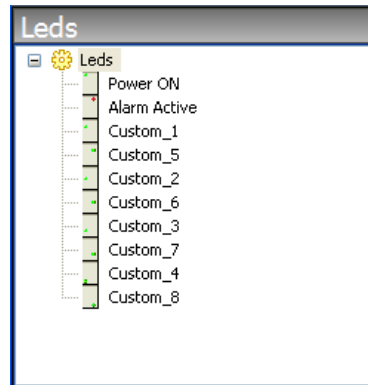 Leds
Leds
Power ON
Alarm Active
Custom_1
Custom_5
Custom_2
Custom_6
Custom_3
Custom_7
Custom_4
Custom_8